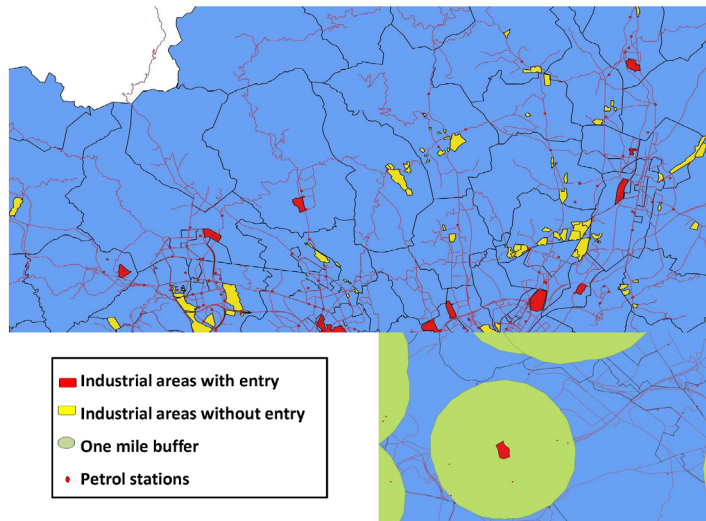 Industrial areas with entry
Industrial areas without entry
One mile buffer
Petrol stations